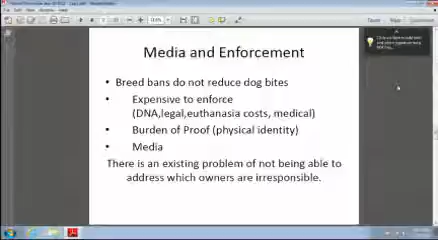 Media and Enforcement
• Breed bans do not reduce dog bites
• Expensive to enforce
(DNA,legal,euthanasia costs, medical)
• Burden of Proof (physical identity)
• Media
There is an existing problem of not being able to
address which owners are irresponsible.